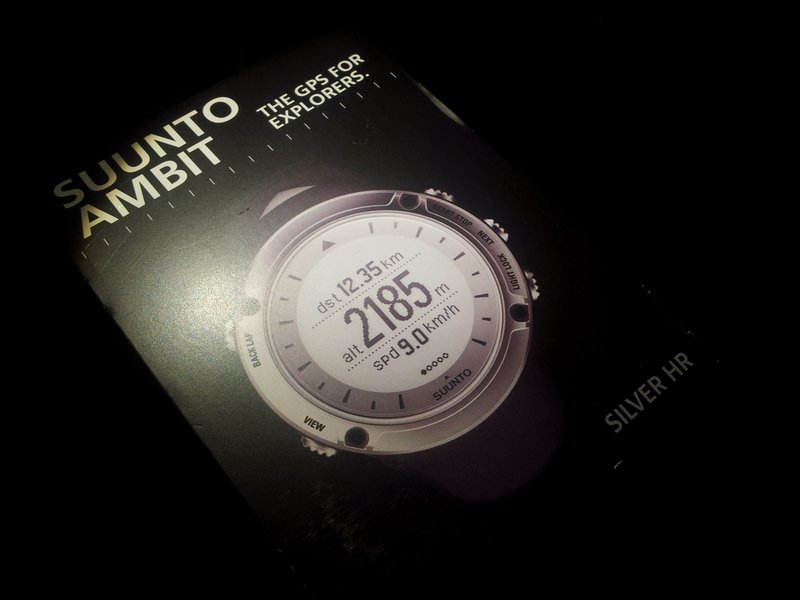 SUUNTO
AMBIT
THE GPS FOR
EXPLORERS.
START STOP
NEXT
LIGHT LOCK
BACK LAP
VIEW
dst 12.35 km
alt 2185 m
spd 9.0 km/h
SUUNTO
SILVER HR